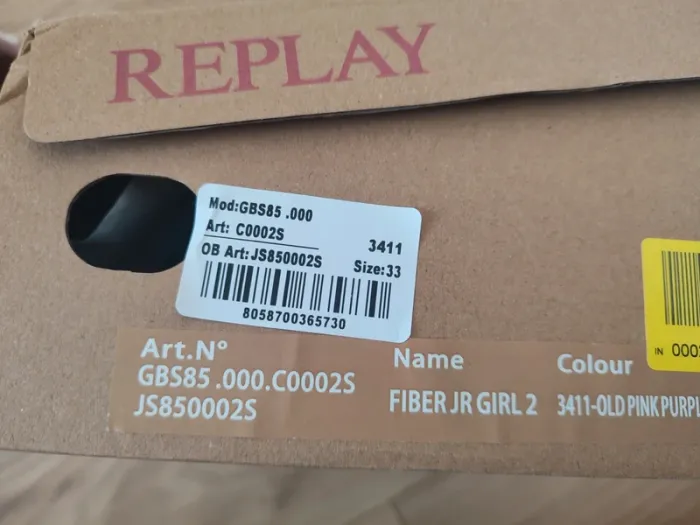 REPLAY
Mod:GBS85 .000
Art: C0002S
3411
OB Art:JS850002S
Size:33
8058700365730
IN
Art.N°
Name
Colour
GBS85 .000.C0002S
FIBER JR GIRL 2
3411-OLD PINK PURPL
JS850002S